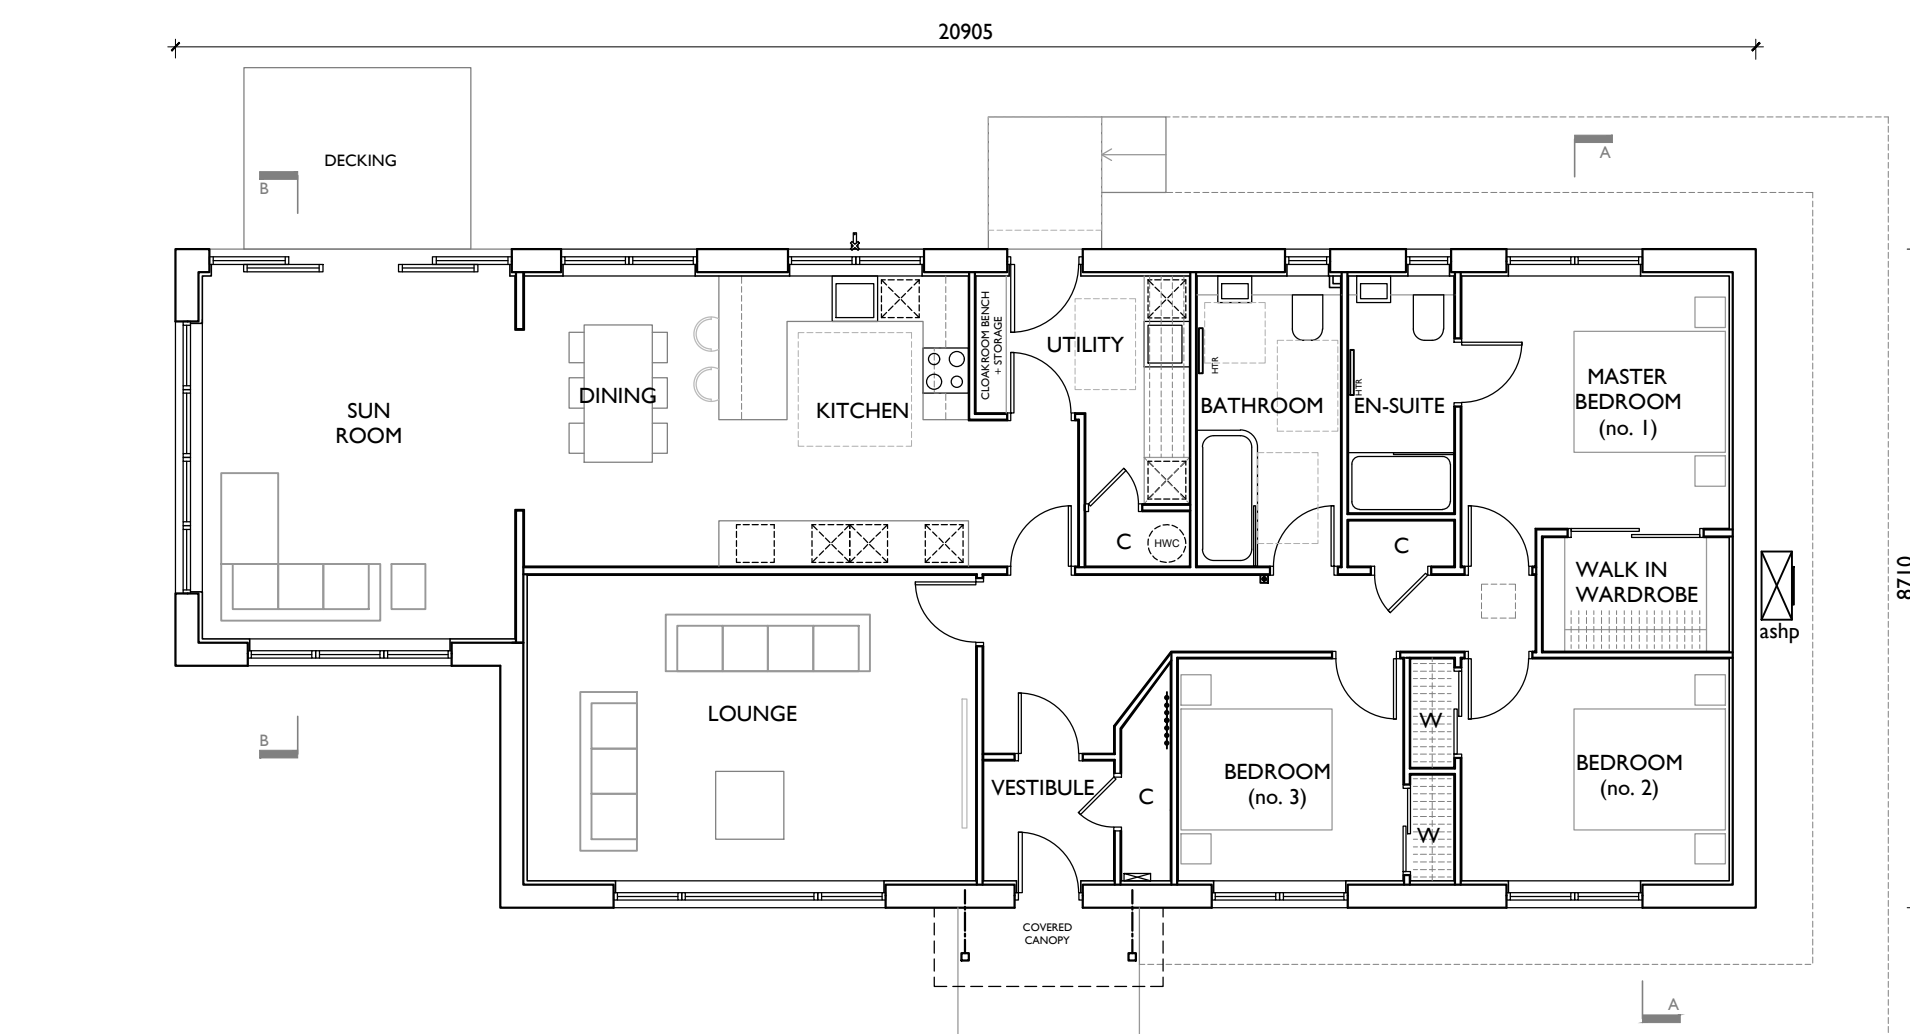 20905
DECKING
B
A
CLOAKROOM BENCH
+ STORAGE
UTILITY
HTR
HTR
SUN
ROOM
DINING
KITCHEN
BATHROOM
EN-SUITE
MASTER
BEDROOM
(no. 1)
C
HWC
C
WALK IN
WARDROBE
8710
ashp
LOUNGE
W
B
VESTIBULE
C
BEDROOM
(no. 3)
BEDROOM
(no. 2)
W
COVERED
CANOPY
A